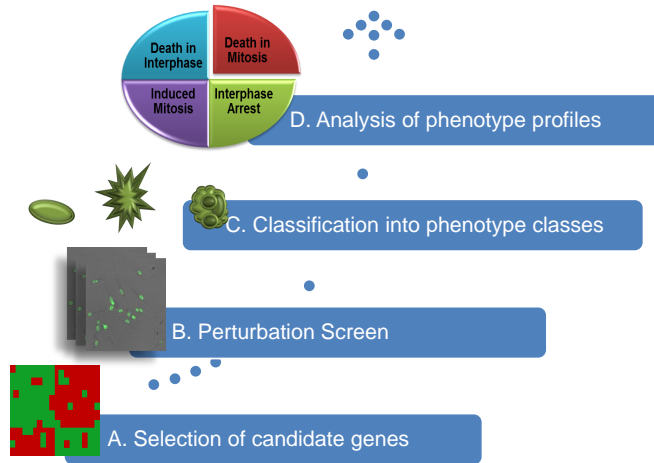 Death in
Interphase
Death in
Mitosis
Induced
Mitosis
Interphase
Arrest
D. Analysis of phenotype profiles
C. Classification into phenotype classes
B. Perturbation Screen
A. Selection of candidate genes